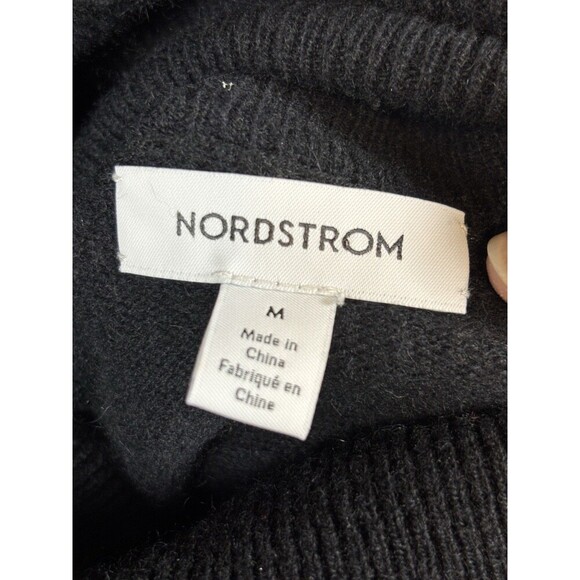 NORDSTROM
M
Made in
China
Fabriqué en
Chine